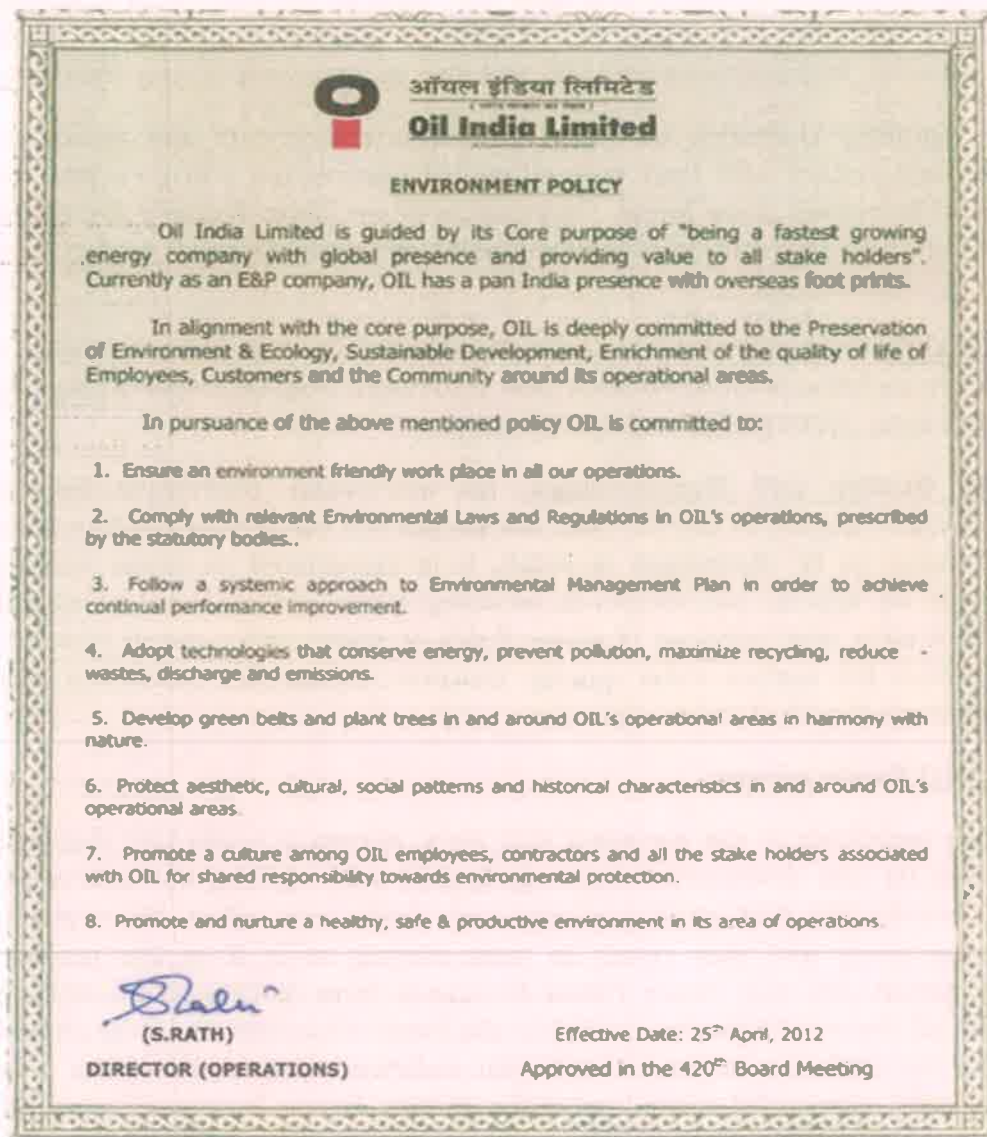 ऑयल इंडिया लिमिटेड
Oil India Limited
ENVIRONMENT POLICY
Oil India Limited is guided by its Core purpose of "being a fastest growing
energy company with global presence and providing value to all stake holders".
Currently as an E&P company, OIL has a pan India presence with overseas foot prints.
In alignment with the core purpose, OIL is deeply committed to the Preservation
of Environment & Ecology, Sustainable Development, Enrichment of the quality of life of
Employees, Customers and the Community around its operational areas.
In pursuance of the above mentioned policy OIL is committed to:
1. Ensure an environment friendly work place in all our operations.
2. Comply with relevant Environmental Laws and Regulations in OIL's operations, prescribed
by the statutory bodies..
3. Follow a systemic approach to Environmental Management Plan in order to achieve
continual performance improvement.
4. Adopt technologies that conserve energy, prevent pollution, maximize recycling, reduce
wastes, discharge and emissions.
5. Develop green belts and plant trees in and around OIL's operational areas in harmony with
nature.
6. Protect aesthetic, cultural, social patterns and historical characteristics in and around OIL's
operational areas.
7. Promote a culture among OIL employees, contractors and all the stake holders associated
with OIL for shared responsibility towards environmental protection.
8. Promote and nurture a healthy, safe & productive environment in its area of operations.
(S.RATH)
DIRECTOR (OPERATIONS)
Effective Date: 25th April, 2012
Approved in the 420th Board Meeting